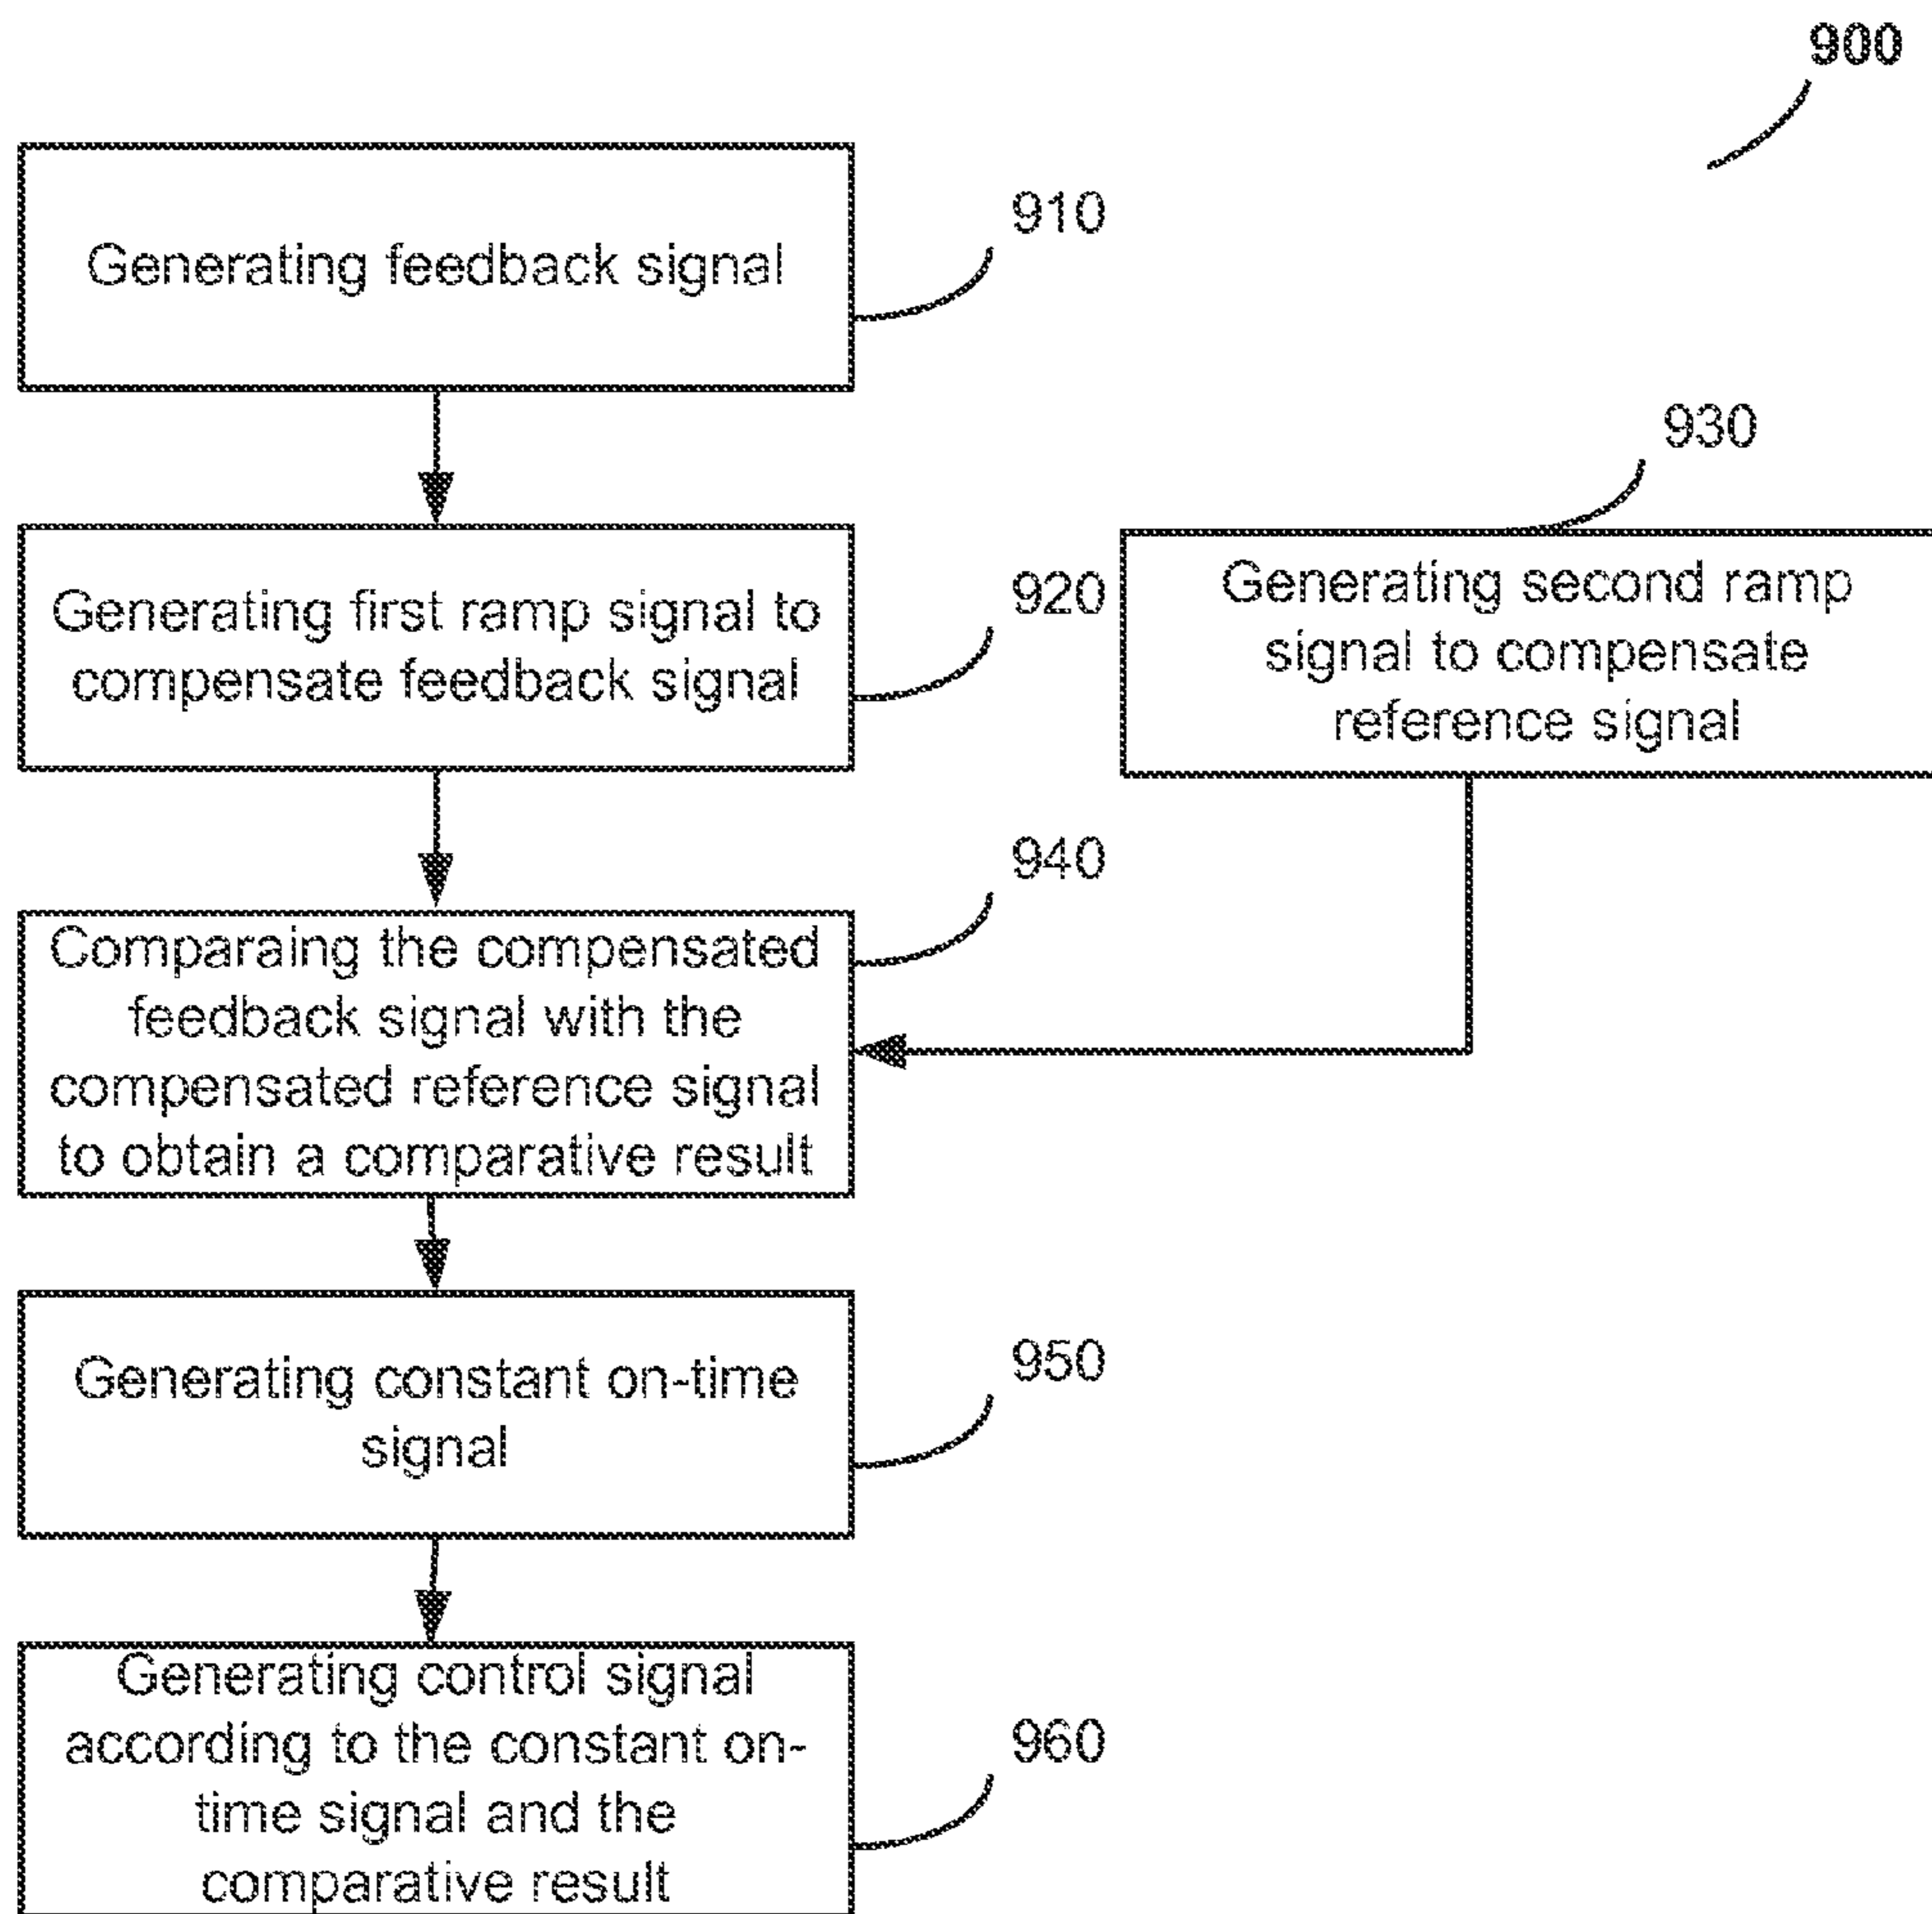 900
Generating feedback signal
910
Generating first ramp signal to
compensate feedback signal
920
930
Generating second ramp
signal to compensate
reference signal
Comparaing the compensated
feedback signal with the
compensated reference signal
to obtain a comparative result
940
Generating constant on-time
signal
950
Generating control signal
according to the constant on-
time signal and the
comparative result
960